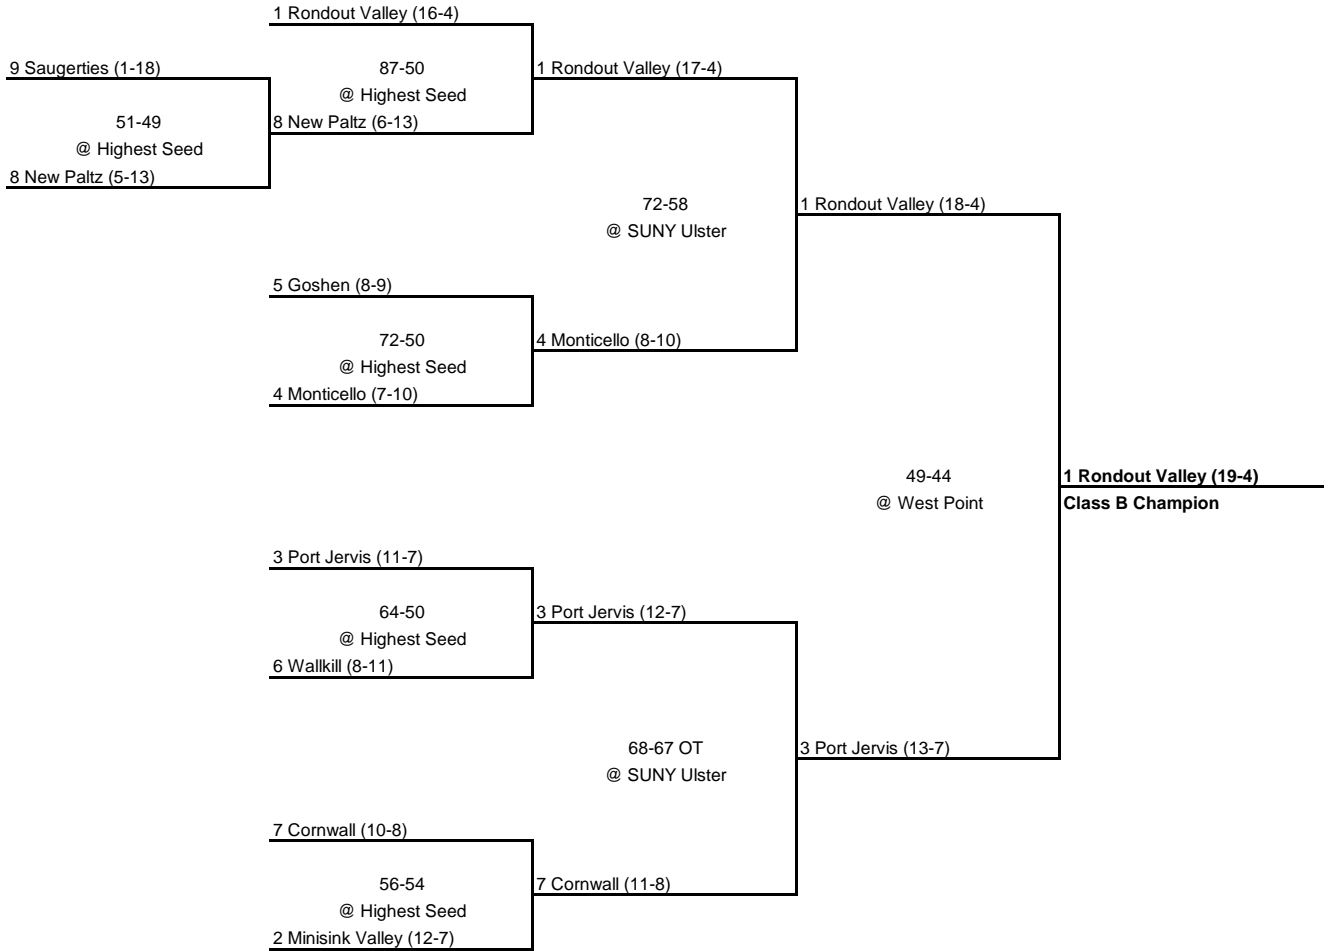 1 Rondout Valley (16-4)
9 Saugerties (1-18)
87-50
@ Highest Seed
1 Rondout Valley (17-4)
51-49
@ Highest Seed
8 New Paltz (6-13)
8 New Paltz (5-13)
72-58
@ SUNY Ulster
1 Rondout Valley (18-4)
5 Goshen (8-9)
72-50
@ Highest Seed
4 Monticello (8-10)
4 Monticello (7-10)
49-44
@ West Point
1 Rondout Valley (19-4)
Class B Champion
3 Port Jervis (11-7)
64-50
@ Highest Seed
3 Port Jervis (12-7)
6 Wallkill (8-11)
68-67 OT
@ SUNY Ulster
3 Port Jervis (13-7)
7 Cornwall (10-8)
56-54
@ Highest Seed
7 Cornwall (11-8)
2 Minisink Valley (12-7)